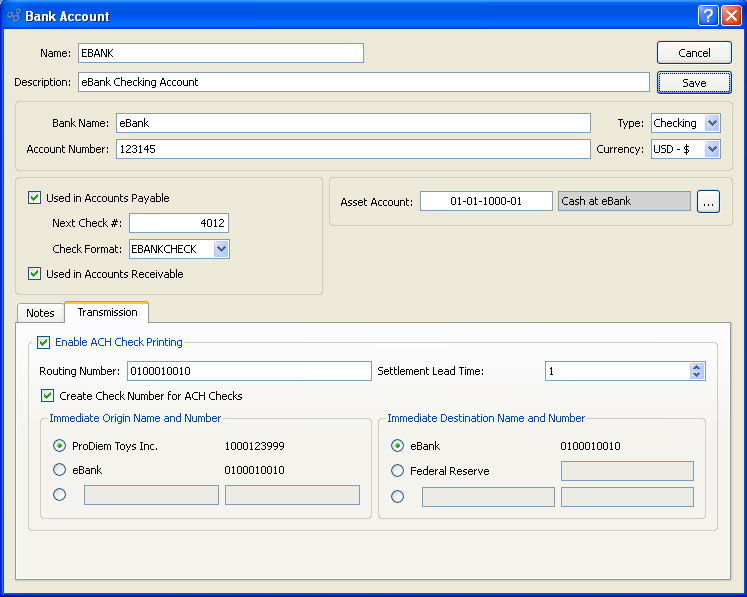 Bank Account
Name: EBANK
Cancel
Description: eBank Checking Account
Save
Bank Name: eBank
Type: Checking
Account Number: 123145
Currency: USD - $
Used in Accounts Payable
Next Check #: 4012
Check Format: EBANKCHECK
Used in Accounts Receivable
Asset Account: 01-01-1000-01 Cash at eBank ...
Notes Transmission
Enable ACH Check Printing
Routing Number: 0100010010 Settlement Lead Time: 1
Create Check Number for ACH Checks
Immediate Origin Name and Number
ProDiem Toys Inc. 1000123999
eBank 0100010010
Immediate Destination Name and Number
eBank 0100010010
Federal Reserve